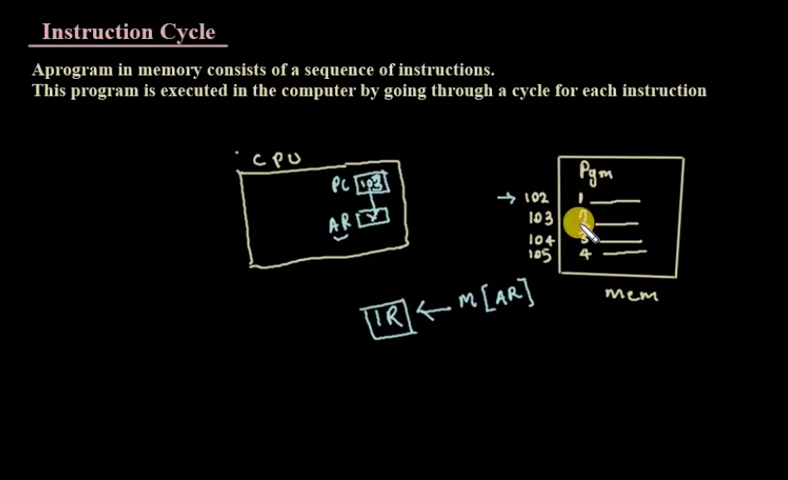 Instruction Cycle
Aprogram in memory consists of a sequence of instructions.
This program is executed in the computer by going through a cycle for each instruction
CPU
PC 103
AR
Pgm
→ 102 1
103 2
104 3
105 4
mem
IR ← M[AR]